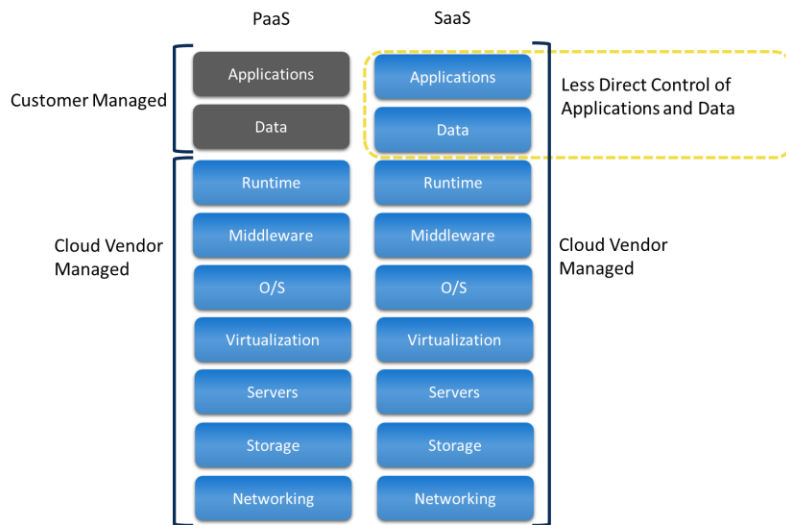 PaaS
SaaS
Customer Managed
Applications
Data
Applications
Data
Less Direct Control of
Applications and Data
Cloud Vendor
Managed
Runtime
Middleware
O/S
Virtualization
Servers
Storage
Networking
Runtime
Middleware
O/S
Virtualization
Servers
Storage
Networking
Cloud Vendor
Managed